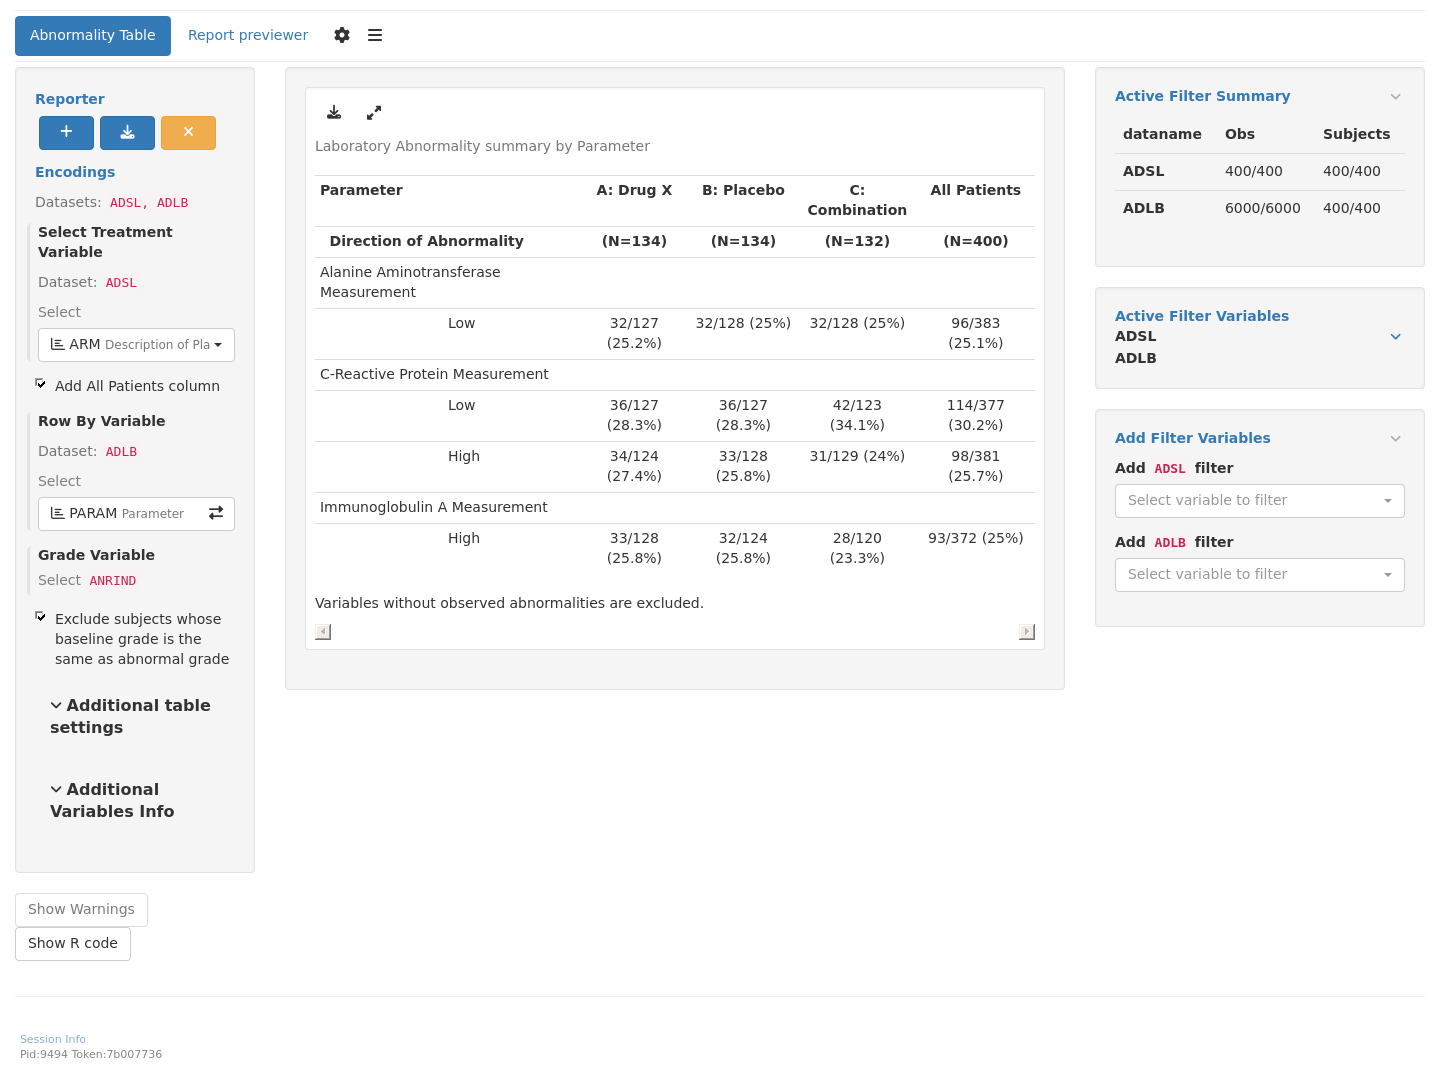 Abnormality Table
Report previewer
Reporter
Encodings
Datasets: ADSL, ADLB
Select Treatment
Variable
Dataset: ADSL
Select
ARM Description of Pla
Add All Patients column
Row By Variable
Dataset: ADLB
Select
PARAM Parameter
Grade Variable
Select ANRIND
Exclude subjects whose
baseline grade is the
same as abnormal grade
Additional table
settings
Additional
Variables Info
Show Warnings
Show R code
Laboratory Abnormality summary by Parameter
Parameter A: Drug X B: Placebo C: All Patients
Combination
Direction of Abnormality (N=134) (N=134) (N=132) (N=400)
Alanine Aminotransferase
Measurement
Low 32/127 32/128 (25%) 32/128 (25%) 96/383
(25.2%) (25.1%)
C-Reactive Protein Measurement
Low 36/127 36/127 42/123 114/377
(28.3%) (28.3%) (34.1%) (30.2%)
High 34/124 33/128 31/129 (24%) 98/381
(27.4%) (25.8%) (25.7%)
Immunoglobulin A Measurement
High 33/128 32/124 28/120 93/372 (25%)
(25.8%) (25.8%) (23.3%)
Variables without observed abnormalities are excluded.
Active Filter Summary
dataname Obs Subjects
ADSL 400/400 400/400
ADLB 6000/6000 400/400
Active Filter Variables
ADSL
ADLB
Add Filter Variables
Add ADSL filter
Select variable to filter
Add ADLB filter
Select variable to filter
Session Info
Pid:9494 Token:7b007736